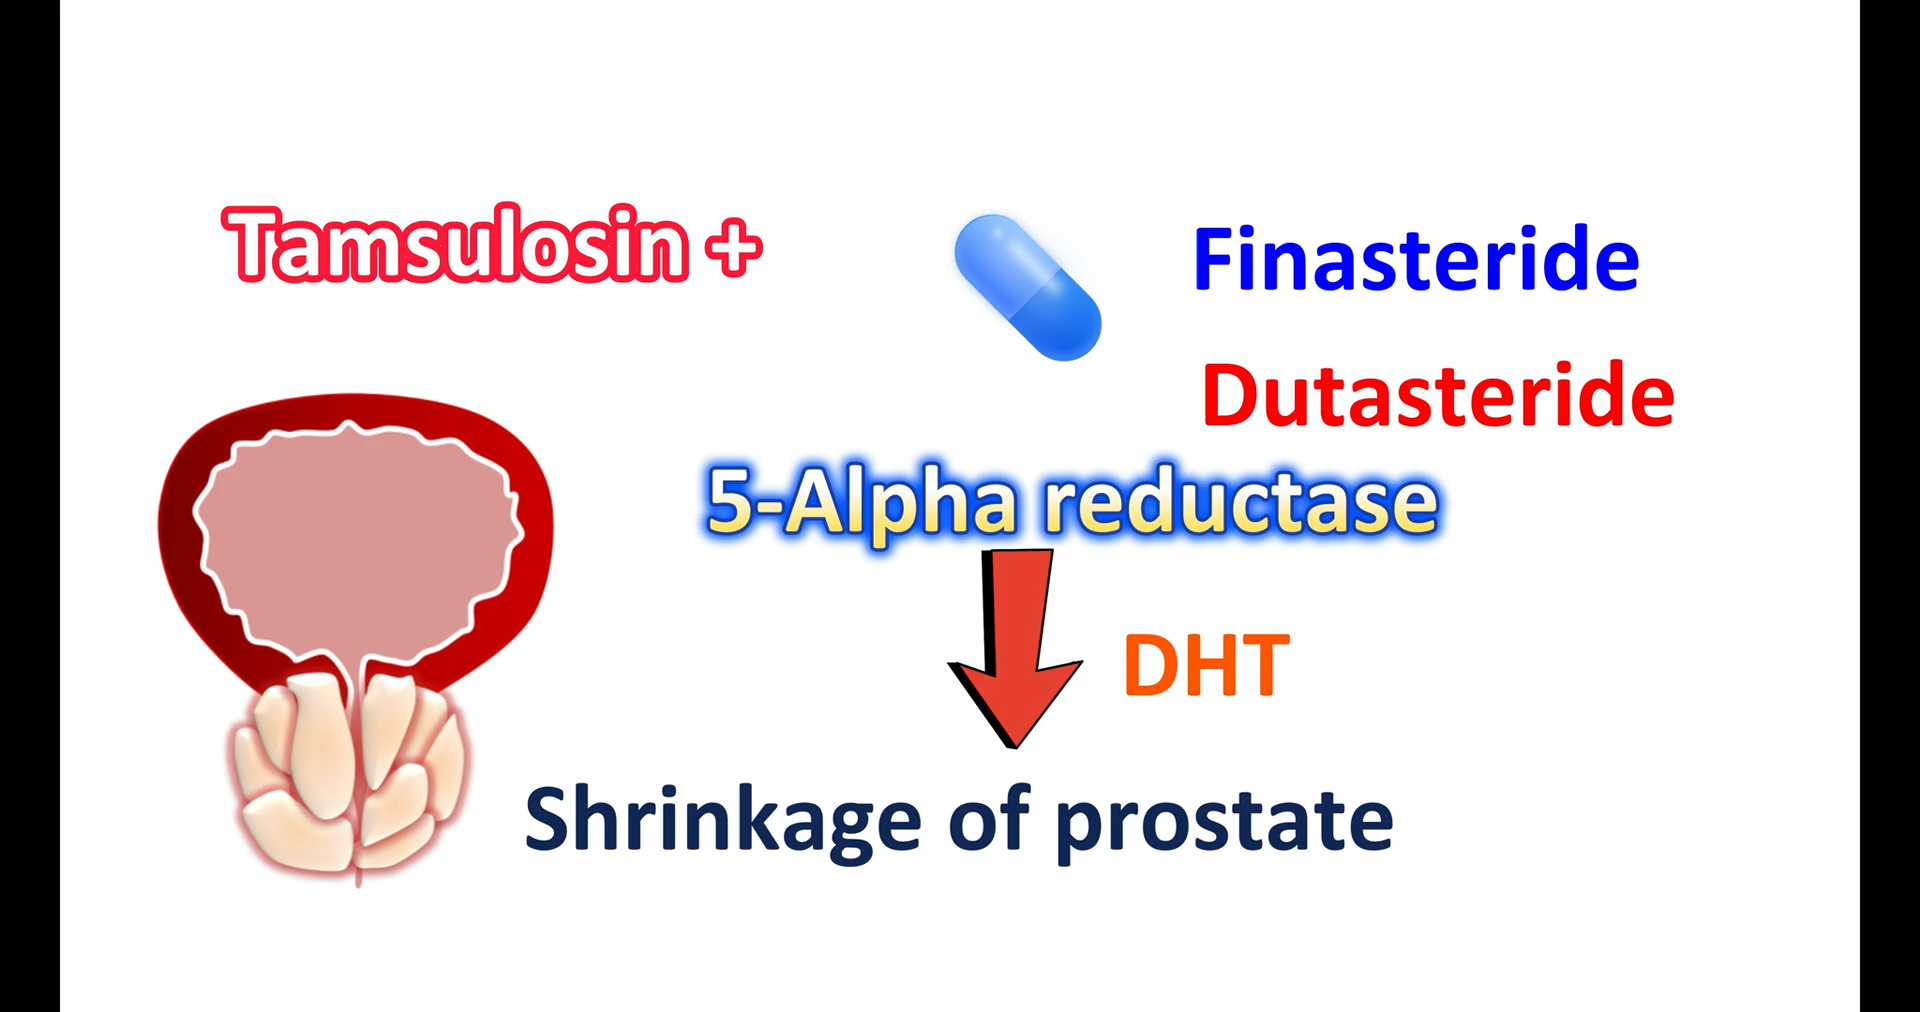 Tamsulosin +
Finasteride
Dutasteride
5-Alpha reductase
DHT
Shrinkage of prostate